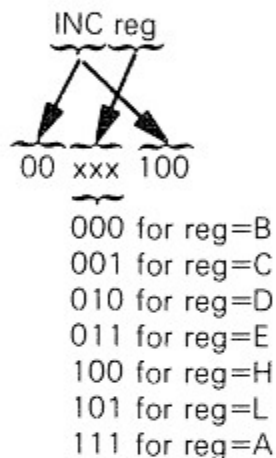 INC reg
00 xxx 100
000 for reg=B
001 for reg=C
010 for reg=D
011 for reg=E
100 for reg=H
101 for reg=L
111 for reg=A